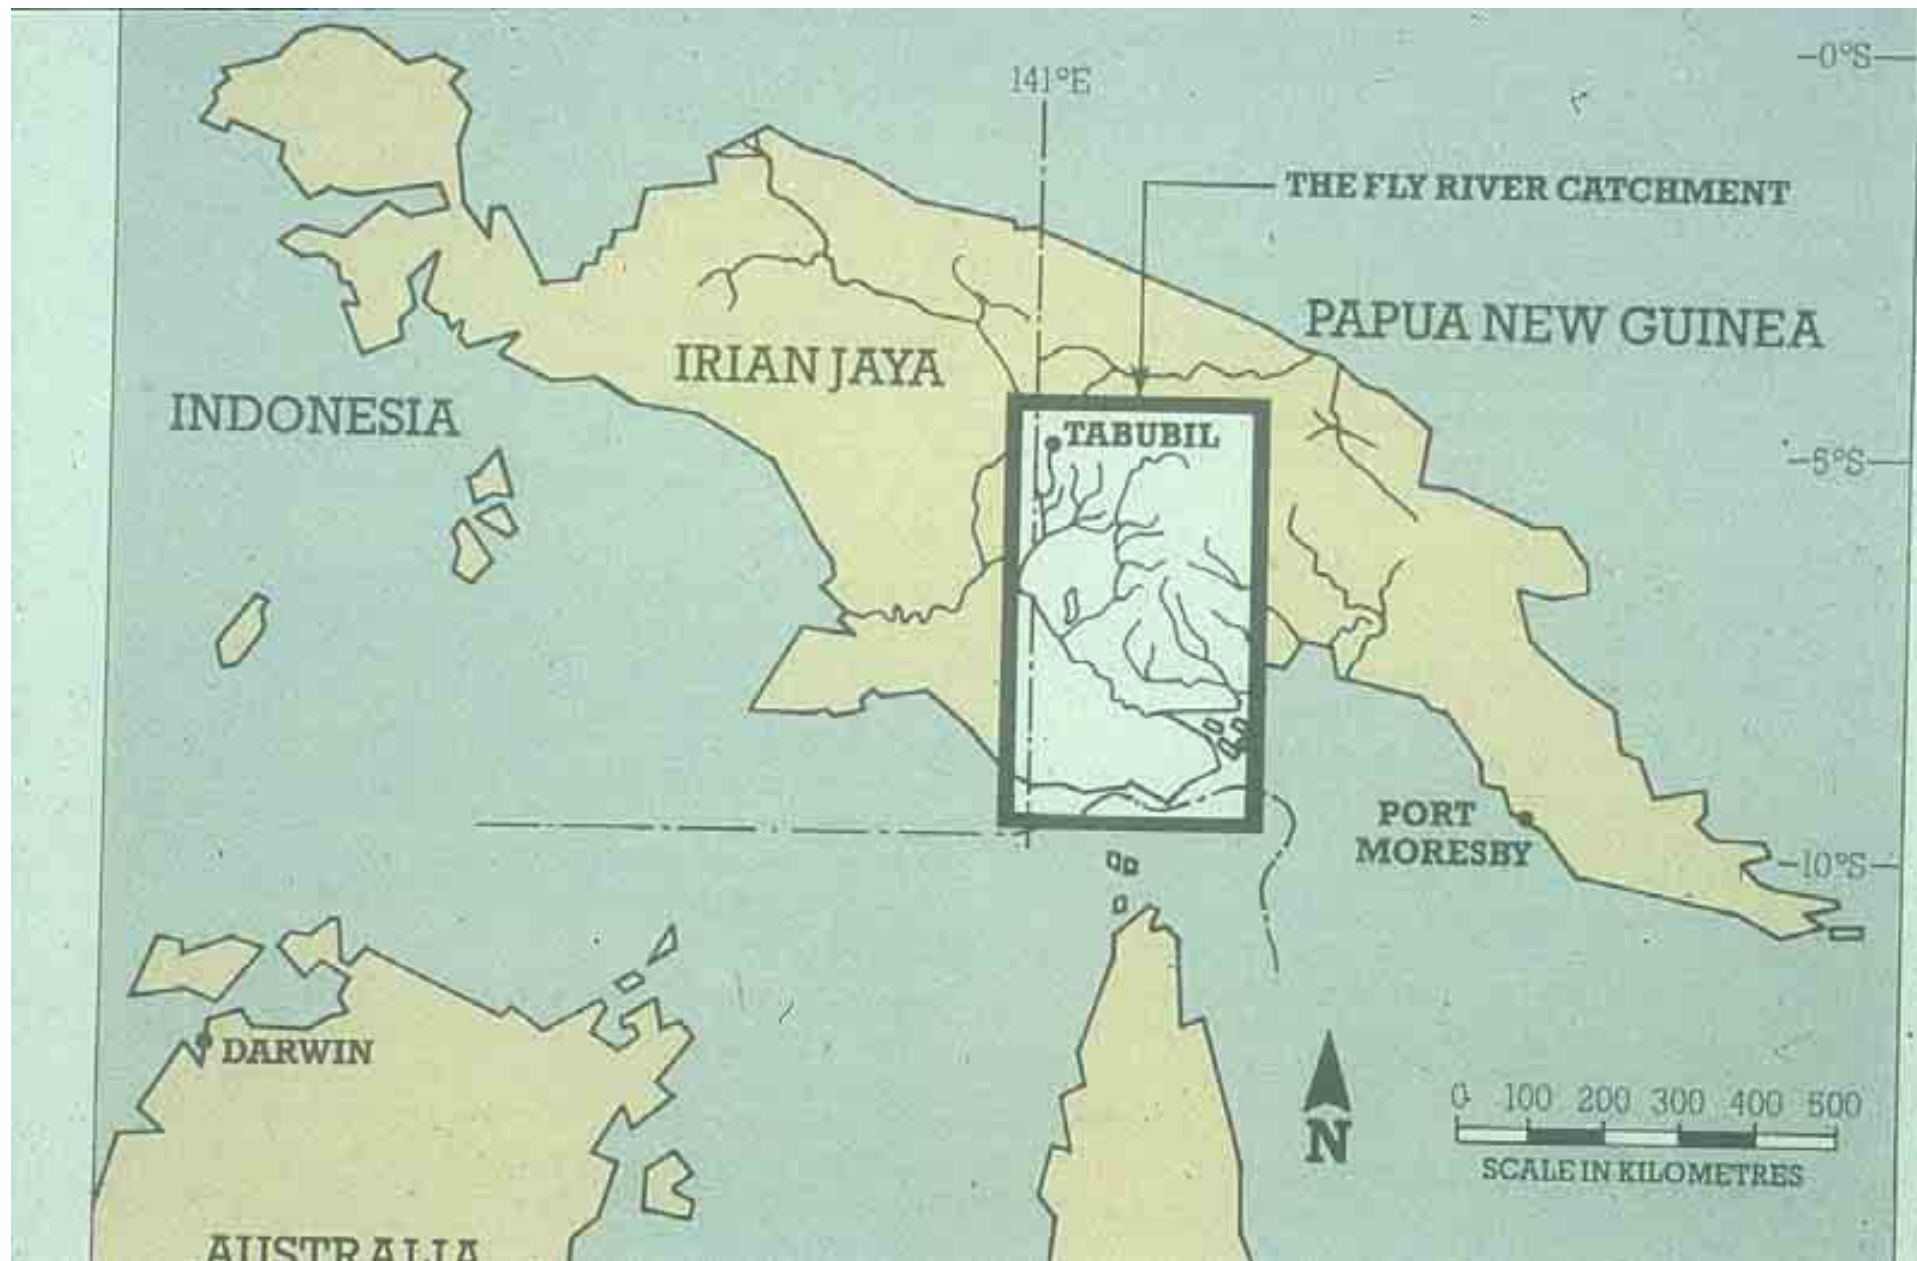 0°S
141°E
THE FLY RIVER CATCHMENT
PAPUA NEW GUINEA
IRIAN JAYA
INDONESIA
TABUBIL
5°S
PORT
MORESBY
10°S
DARWIN
0 100 200 300 400 500
N
SCALE IN KILOMETRES
AUSTRALIA